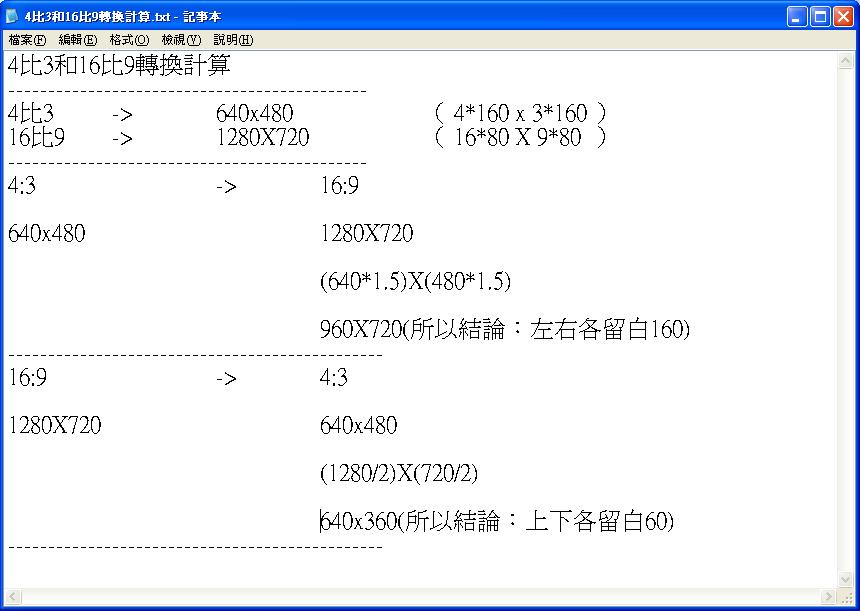 4比3和16比9轉換計算.txt - 記事本
檔案(F) 編輯(E) 格式(O) 檢視(V) 說明(H)
4比3和16比9轉換計算
---------------------------------------------
4比3 -> 640x480 ( 4*160 x 3*160 )
16比9 -> 1280X720 ( 16*80 X 9*80 )
---------------------------------------------
4:3 -> 16:9
640x480 1280X720
(640*1.5)X(480*1.5)
960X720(所以結論：左右各留白160)
-----------------------------------------------
16:9 -> 4:3
1280X720 640x480
(1280/2)X(720/2)
640x360(所以結論：上下各留白60)
-----------------------------------------------